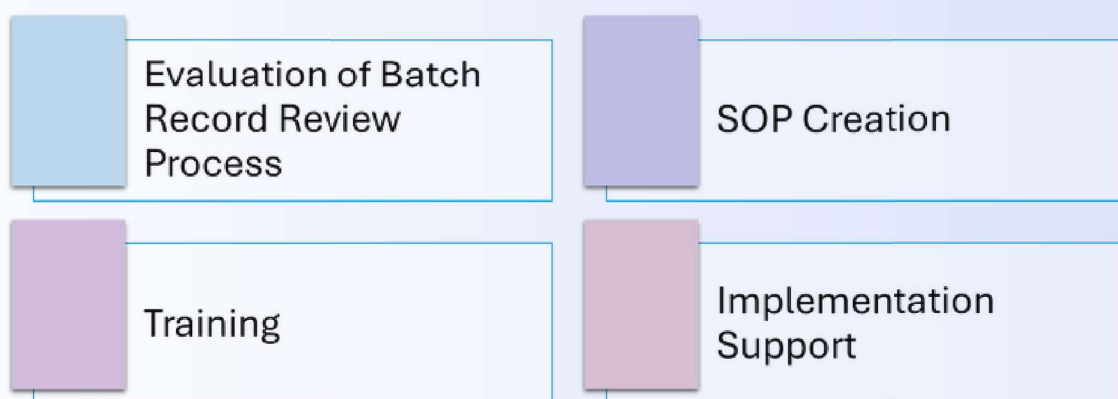 Evaluation of Batch
Record Review
Process
SOP Creation
Training
Implementation
Support